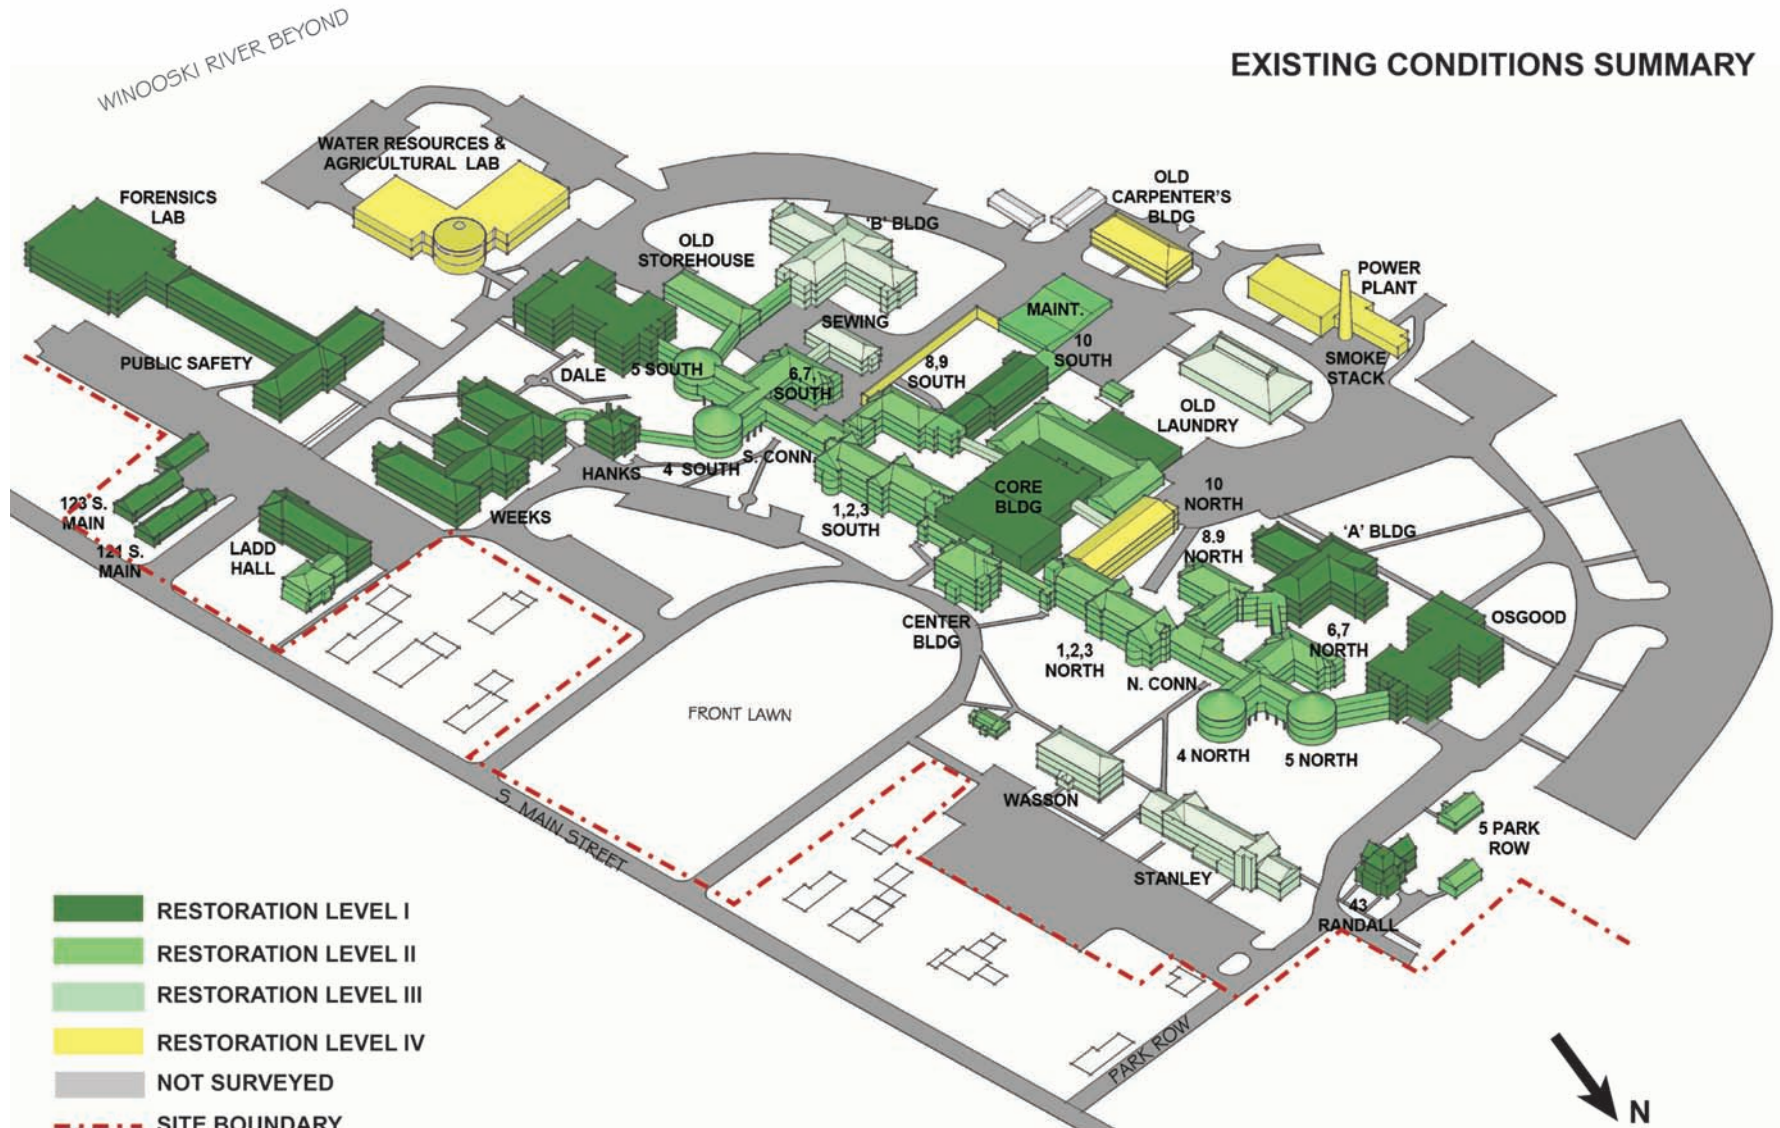 WINOOSKI RIVER BEYOND
EXISTING CONDITIONS SUMMARY
WATER RESOURCES &
AGRICULTURAL LAB
FORENSICS
LAB
OLD
CARPENTER'S
BLDG
'B' BLDG
OLD
STOREHOUSE
POWER
PLANT
MAINT.
SEWING
10
SOUTH
SMOKE
STACK
PUBLIC SAFETY
DALE
5 SOUTH
6,7,
SOUTH
8,9
SOUTH
OLD
LAUNDRY
HANKS
4 SOUTH
S. CONN.
CORE
BLDG
10
NORTH
123 S.
MAIN
WEEKS
1,2,3
SOUTH
121 S.
MAIN
LADD
HALL
8.9
NORTH
'A' BLDG
CENTER
BLDG
1,2,3
NORTH
6,7
NORTH
OSGOOD
N. CONN.
FRONT LAWN
4 NORTH
5 NORTH
WASSON
S. MAIN STREET
5 PARK
ROW
STANLEY
43
RANDALL
PARK ROW
RESTORATION LEVEL I
RESTORATION LEVEL II
RESTORATION LEVEL III
RESTORATION LEVEL IV
NOT SURVEYED
SITE BOUNDARY
N